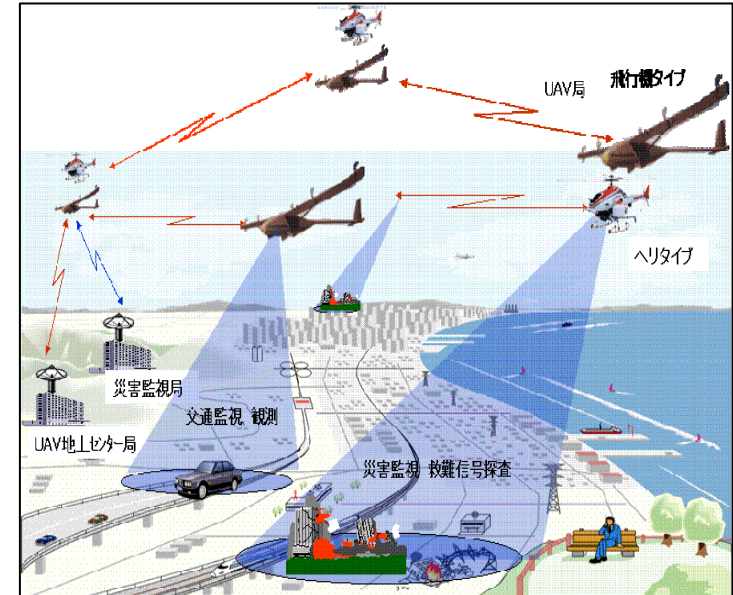 UAV局
飛行機タイプ
ヘリタイプ
災害監視局
交通監視 観測
UAV地上センター局
災害監視 救難信号探査